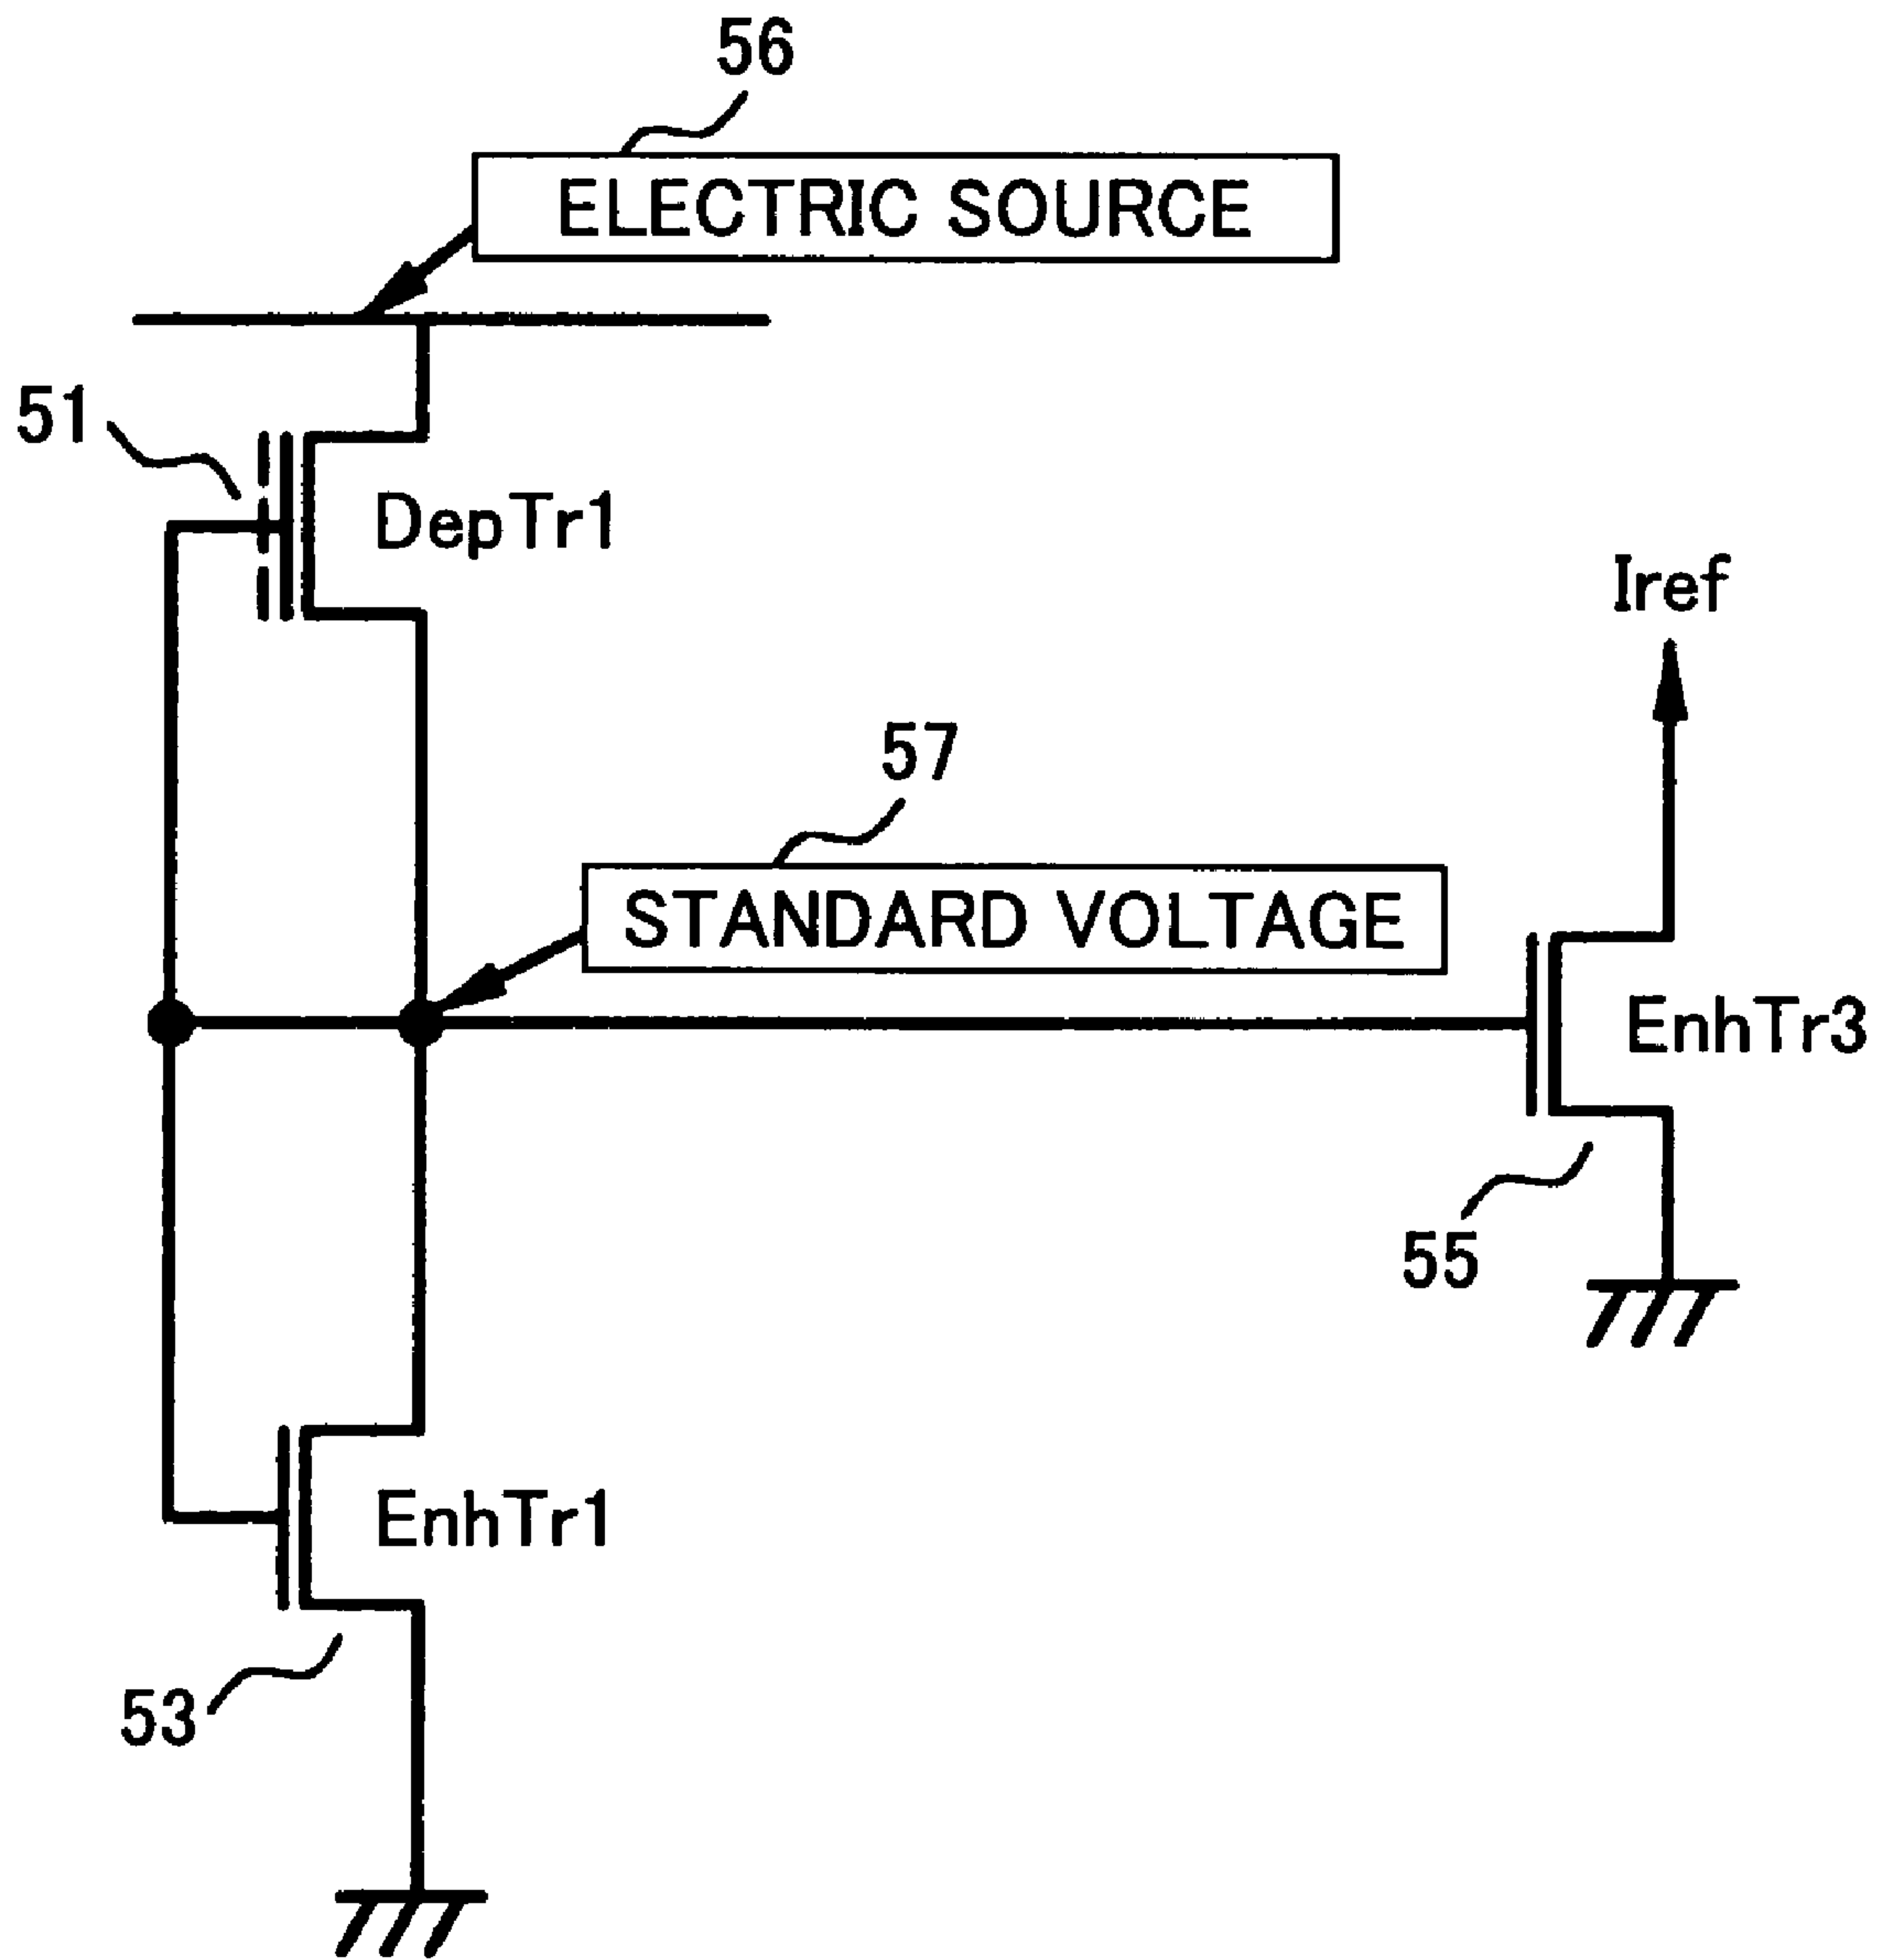 56
ELECTRIC SOURCE
51
DepTr1
Iref
57
STANDARD VOLTAGE
EnhTr3
55
EnhTr1
53